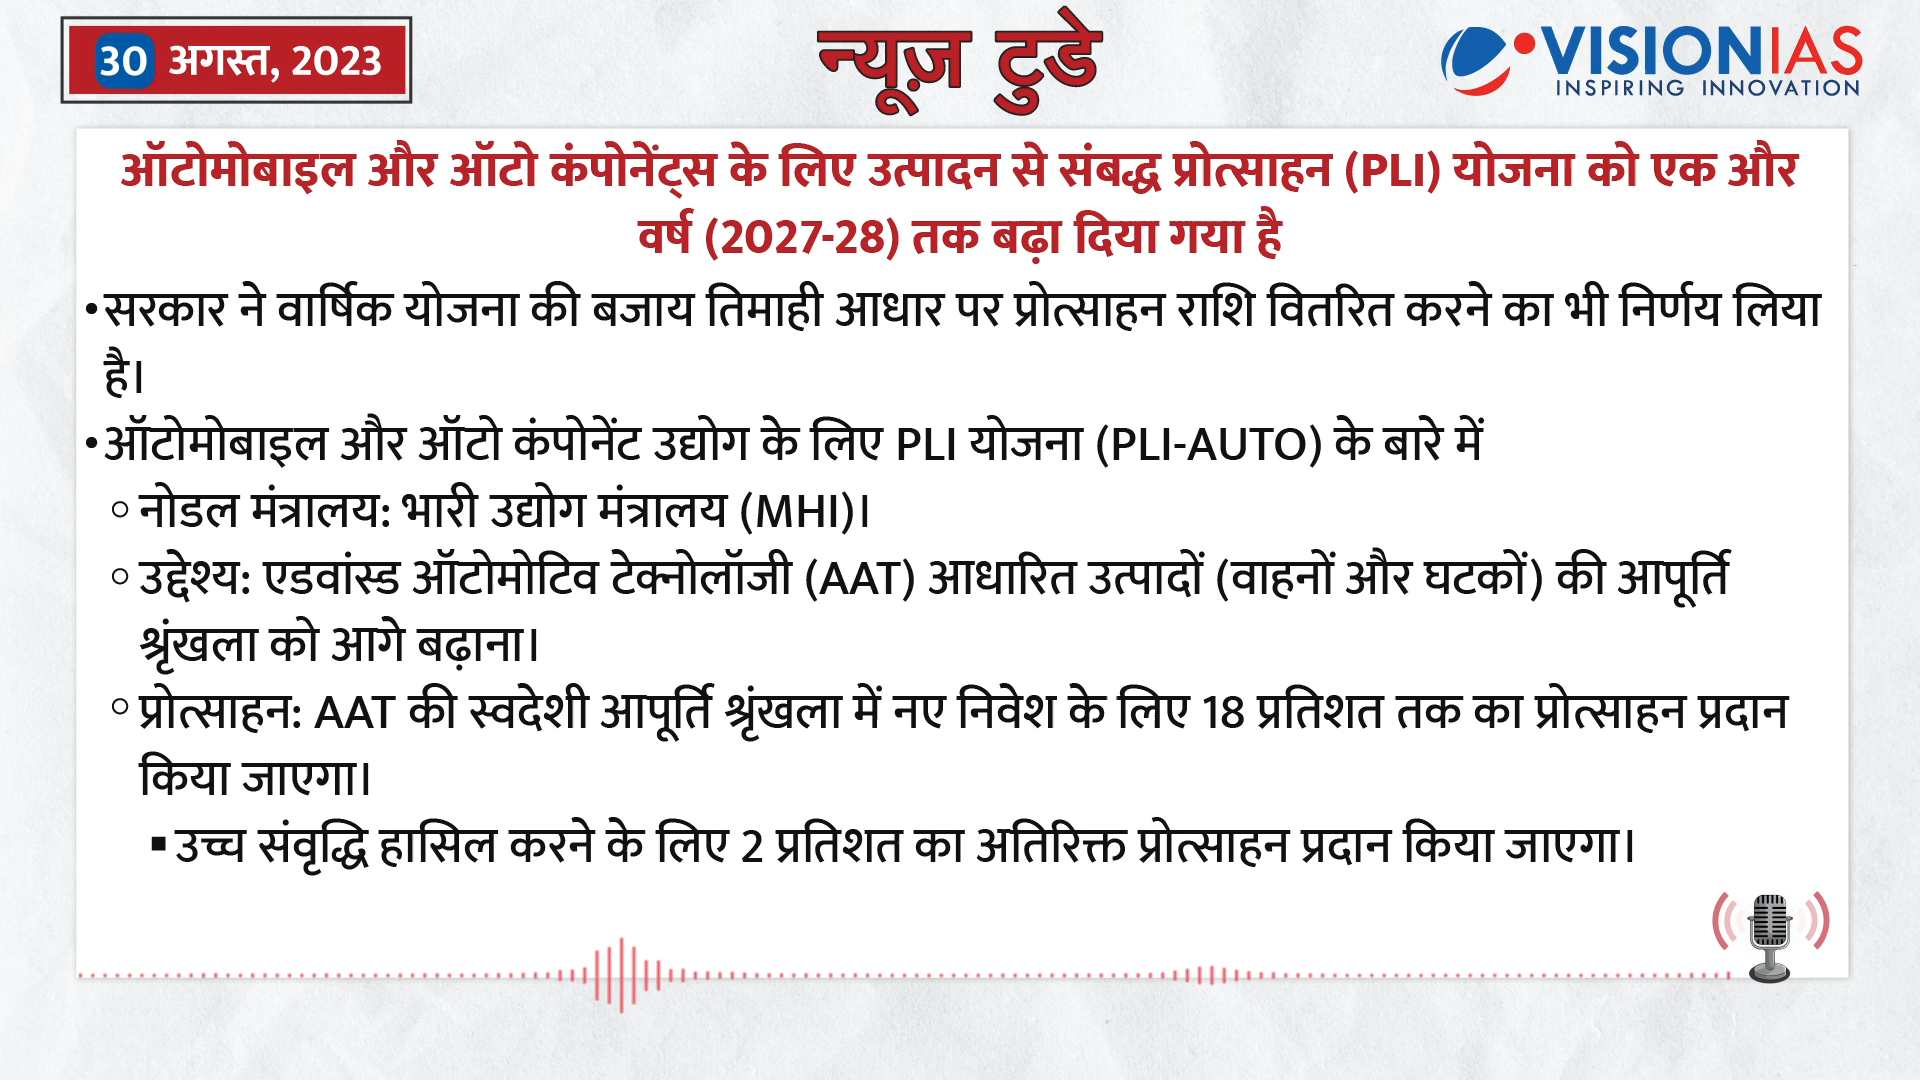 30 अगस्त, 2023
न्यूज़ टुडे
VISIONIAS
INSPIRING INNOVATION
ऑटोमोबाइल और ऑटो कंपोनेंट्स के लिए उत्पादन से संबद्ध प्रोत्साहन (PLI) योजना को एक और
वर्ष (2027-28) तक बढ़ा दिया गया है
•सरकार ने वार्षिक योजना की बजाय तिमाही आधार पर प्रोत्साहन राशि वितरित करने का भी निर्णय लिया
है।
•ऑटोमोबाइल और ऑटो कंपोनेंट उद्योग के लिए PLI योजना (PLI-AUTO) के बारे में
○ नोडल मंत्रालय: भारी उद्योग मंत्रालय (MHI)।
○ उद्देश्य: एडवांस्ड ऑटोमोटिव टेक्नोलॉजी (AAT) आधारित उत्पादों (वाहनों और घटकों) की आपूर्ति
श्रृंखला को आगे बढ़ाना।
○ प्रोत्साहन: AAT की स्वदेशी आपूर्ति श्रृंखला में नए निवेश के लिए 18 प्रतिशत तक का प्रोत्साहन प्रदान
किया जाएगा।
▪ उच्च संवृद्धि हासिल करने के लिए 2 प्रतिशत का अतिरिक्त प्रोत्साहन प्रदान किया जाएगा।